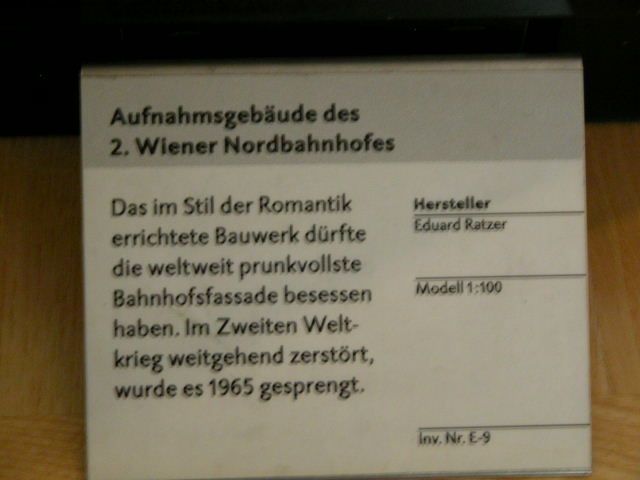 Aufnahmsgebäude des
2. Wiener Nordbahnhofes
Das im Stil der Romantik
errichtete Bauwerk dürfte
die weltweit prunkvollste
Bahnhofsfassade besessen
haben. Im Zweiten Welt-
krieg weitgehend zerstört,
wurde es 1965 gesprengt.
Hersteller
Eduard Ratzer
Modell 1:100
Inv. Nr. E-9